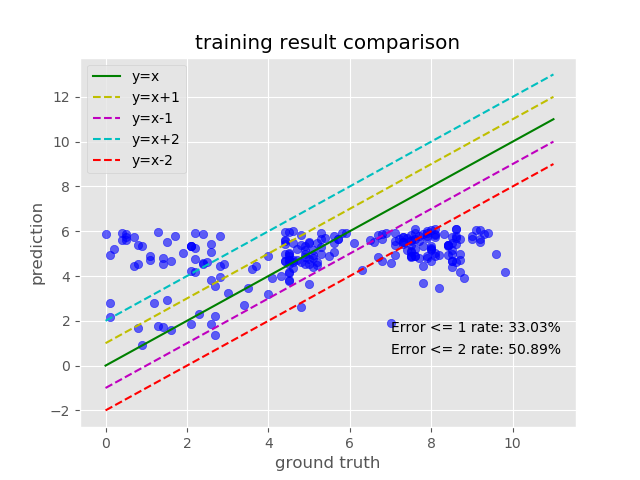 training result comparison
y=x
y=x+1
y=x-1
y=x+2
y=x-2
12
10
8
6
4
2
0
−2
prediction
Error <= 1 rate: 33.03%
Error <= 2 rate: 50.89%
0 2 4 6 8 10
ground truth